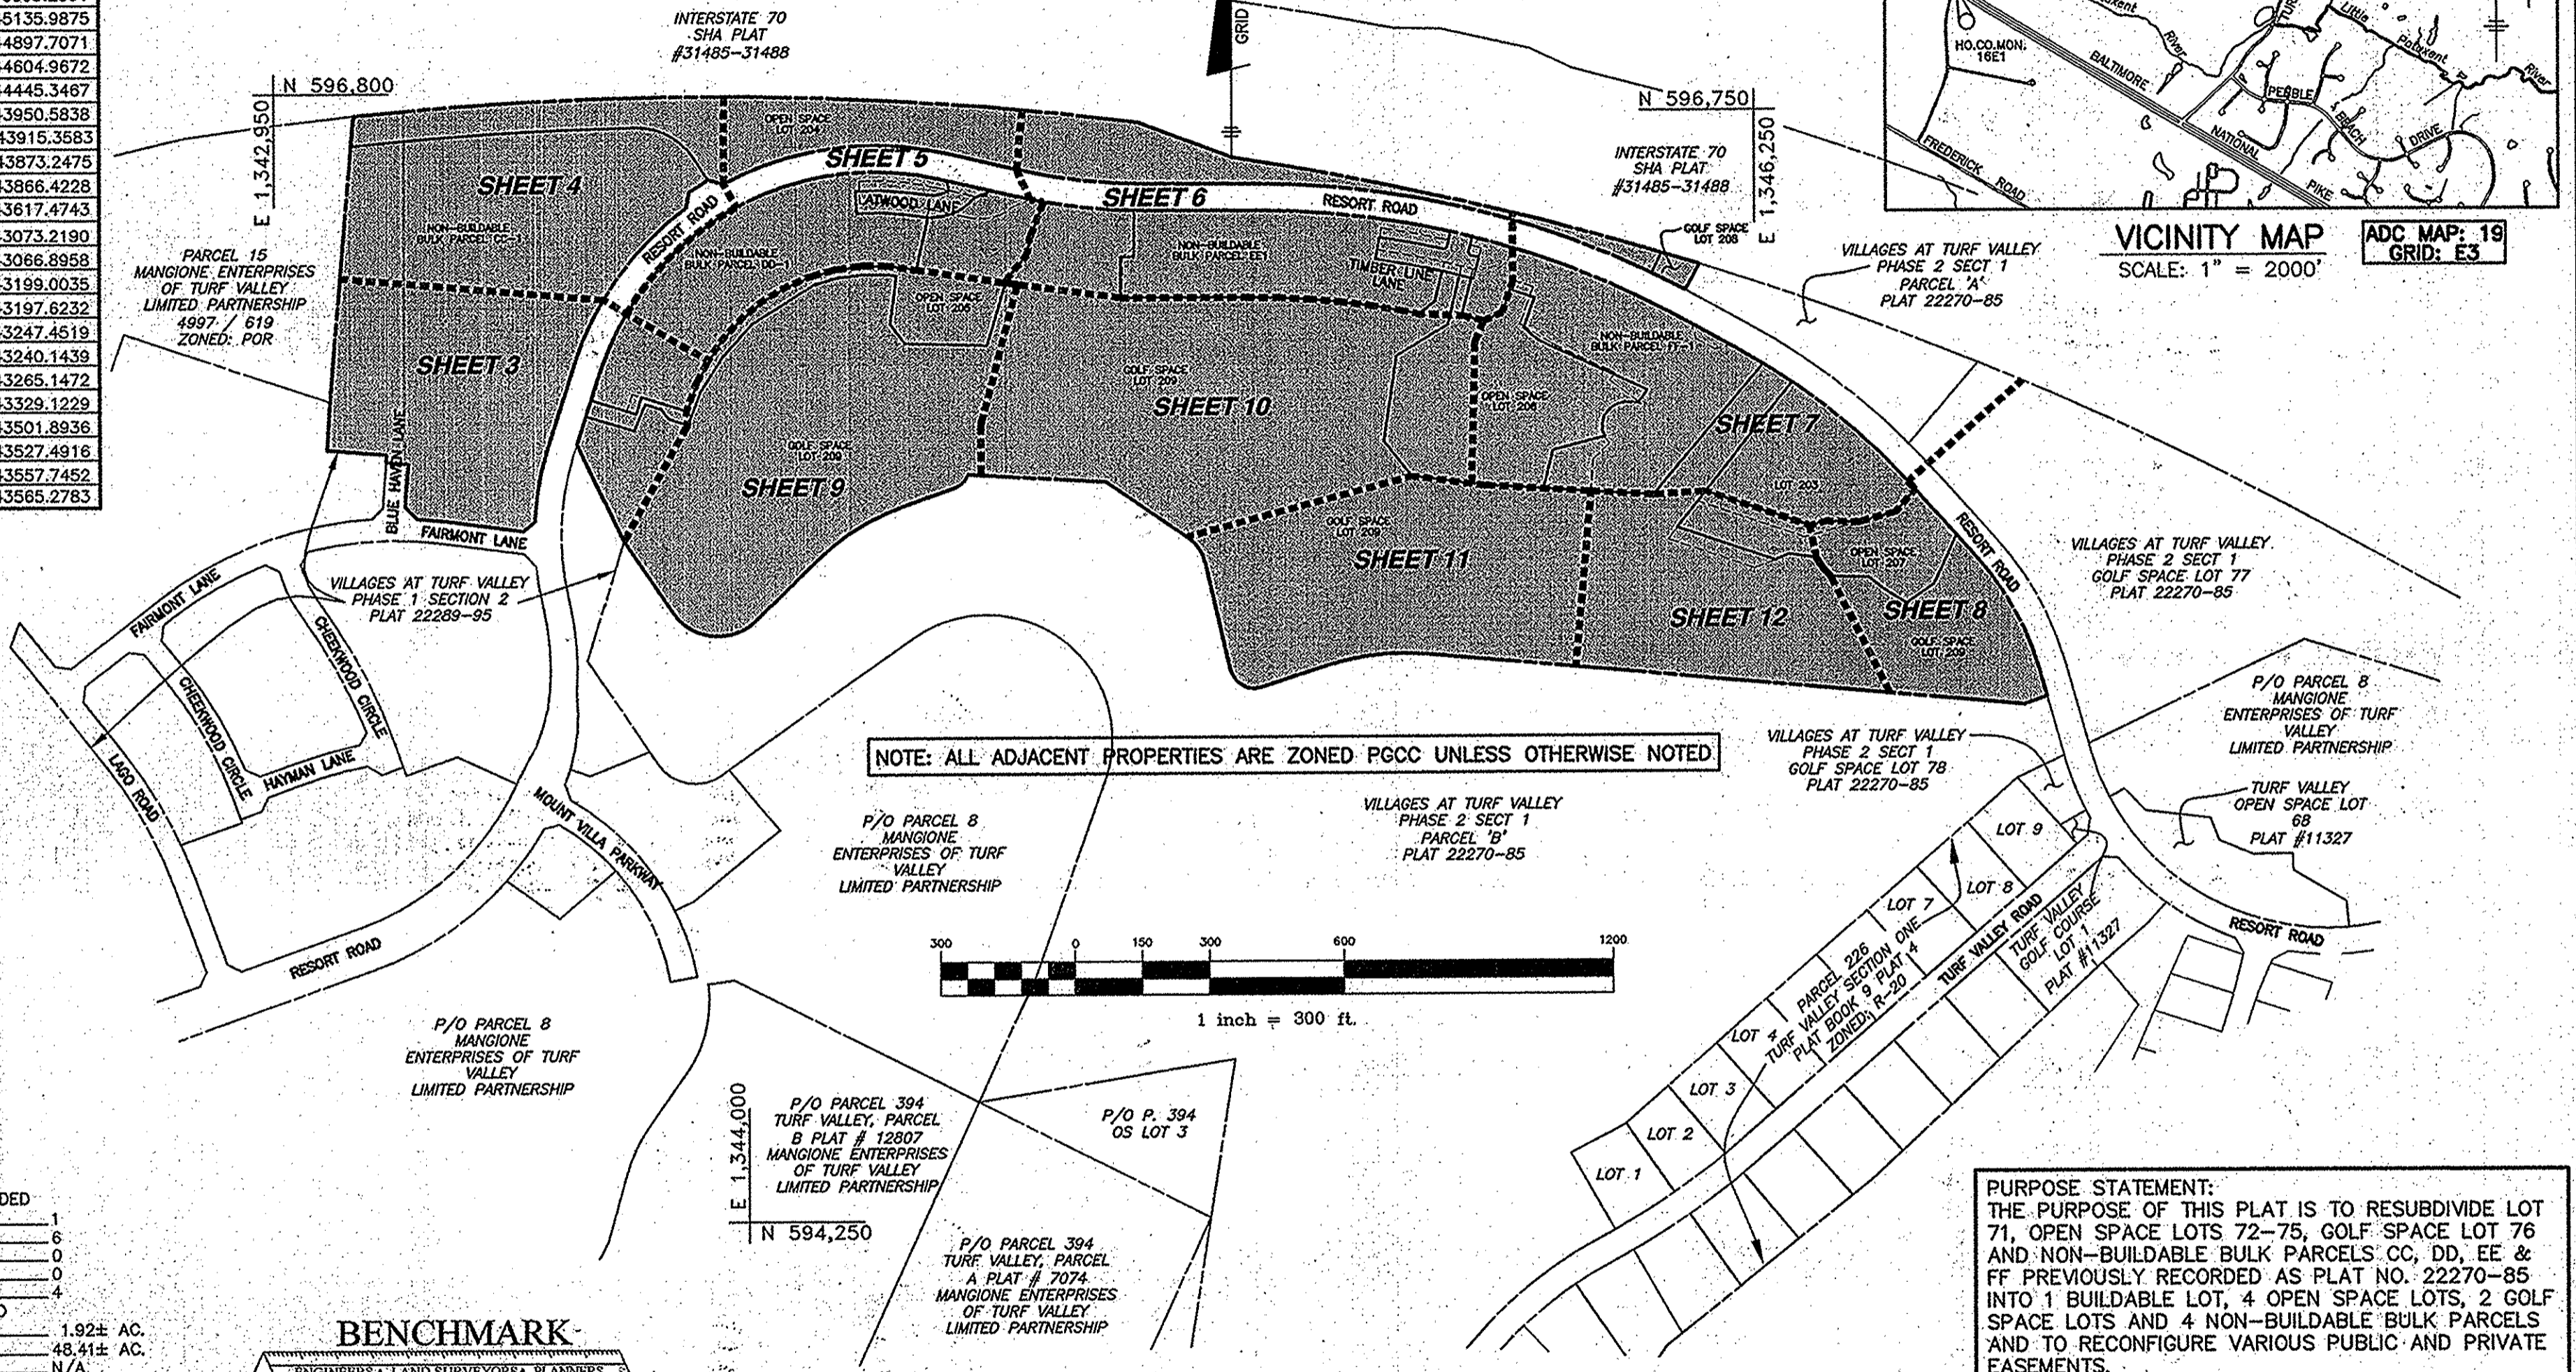 5135.9875
4897.7071
4604.9672
4445.3467
3950.5838
3915.3583
3873.2475
3866.4228
3617.4743
3073.2190
3066.8958
3199.0035
3197.6232
3247.4519
3240.1439
3265.1472
3329.1229
3501.8936
3527.4916
3557.7452
3565.2783
INTERSTATE 70
SHA PLAT
#31485-31488
GRID
N 596,800
E 1,342,950
N 596,750
E 1,346,250
INTERSTATE 70
SHA PLAT
#31485-31488
HO.CO.MON.
16E1
BALTIMORE
NATIONAL
PIKE
FREDERICK ROAD
River
Little
Patuxent
River
PEBBLE
BEACH
DRIVE
VICINITY MAP
SCALE: 1" = 2000'
ADC MAP: 19
GRID: E3
OPEN SPACE
LOT 204
SHEET 5
SHEET 4
SHEET 6
RESORT ROAD
ATWOOD LANE
RESORT ROAD
NON-BUILDABLE
BULK PARCEL CC-1
NON-BUILDABLE
BULK PARCEL DD-1
NON-BUILDABLE
BULK PARCEL EE1
TIMBER LINE
LANE
GOLF SPACE
LOT 208
VILLAGES AT TURF VALLEY
PHASE 2 SECT 1
PARCEL 'A'
PLAT 22270-85
PARCEL 15
MANGIONE ENTERPRISES
OF TURF VALLEY
LIMITED PARTNERSHIP
4997 / 619
ZONED: POR
OPEN SPACE
LOT 205
NON-BUILDABLE
BULK PARCEL FF-1
SHEET 3
GOLF SPACE
LOT 209
SHEET 10
OPEN SPACE
LOT 206
SHEET 7
BLUE HAVEN LANE
GOLF SPACE
LOT 209
SHEET 9
LOT 203
FAIRMONT LANE
GOLF SPACE
LOT 209
SHEET 11
OPEN SPACE
LOT 207
RESORT ROAD
SHEET 12
SHEET 8
GOLF SPACE
LOT 209
VILLAGES AT TURF VALLEY
PHASE 2 SECT 1
GOLF SPACE LOT 77
PLAT 22270-85
VILLAGES AT TURF VALLEY
PHASE 1 SECTION 2
PLAT 22289-95
FAIRMONT LANE
CHEEKWOOD CIRCLE
CHEEKWOOD CIRCLE
HAYMAN LANE
LAGO ROAD
MOUNT VILLA PARKWAY
RESORT ROAD
NOTE: ALL ADJACENT PROPERTIES ARE ZONED PGCC UNLESS OTHERWISE NOTED
VILLAGES AT TURF VALLEY
PHASE 2 SECT 1
GOLF SPACE LOT 78
PLAT 22270-85
P/O PARCEL 8
MANGIONE
ENTERPRISES OF TURF
VALLEY
LIMITED PARTNERSHIP
P/O PARCEL 8
MANGIONE
ENTERPRISES OF TURF
VALLEY
LIMITED PARTNERSHIP
VILLAGES AT TURF VALLEY
PHASE 2 SECT 1
PARCEL 'B'
PLAT 22270-85
TURF VALLEY
OPEN SPACE LOT
68
PLAT #11327
LOT 9
LOT 8
LOT 7
PARCEL 226
TURF VALLEY SECTION ONE
PLAT BOOK 9 PLAT 4
ZONED: R-20
TURF VALLEY ROAD
TURF VALLEY
GOLF COURSE
LOT 1
PLAT #11327
RESORT ROAD
LOT 4
LOT 3
LOT 2
LOT 1
300 0 150 300 600 1200
1 inch = 300 ft.
P/O PARCEL 8
MANGIONE
ENTERPRISES OF TURF
VALLEY
LIMITED PARTNERSHIP
E 1,344,000
N 594,250
P/O PARCEL 394
TURF VALLEY, PARCEL
B PLAT # 12807
MANGIONE ENTERPRISES
OF TURF VALLEY
LIMITED PARTNERSHIP
P/O P. 394
OS LOT 3
P/O PARCEL 394
TURF VALLEY, PARCEL
A PLAT # 7074
MANGIONE ENTERPRISES
OF TURF VALLEY
LIMITED PARTNERSHIP
DED
1
6
0
0
4
1.92± AC.
48.41± AC.
N/A
BENCHMARK
ENGINEERS LAND SURVEYORS PLANNERS
PURPOSE STATEMENT:
THE PURPOSE OF THIS PLAT IS TO RESUBDIVIDE LOT
71, OPEN SPACE LOTS 72-75, GOLF SPACE LOT 76
AND NON-BUILDABLE BULK PARCELS CC, DD, EE &
FF PREVIOUSLY RECORDED AS PLAT NO. 22270-85
INTO 1 BUILDABLE LOT, 4 OPEN SPACE LOTS, 2 GOLF
SPACE LOTS AND 4 NON-BUILDABLE BULK PARCELS
AND TO RECONFIGURE VARIOUS PUBLIC AND PRIVATE
EASEMENTS.